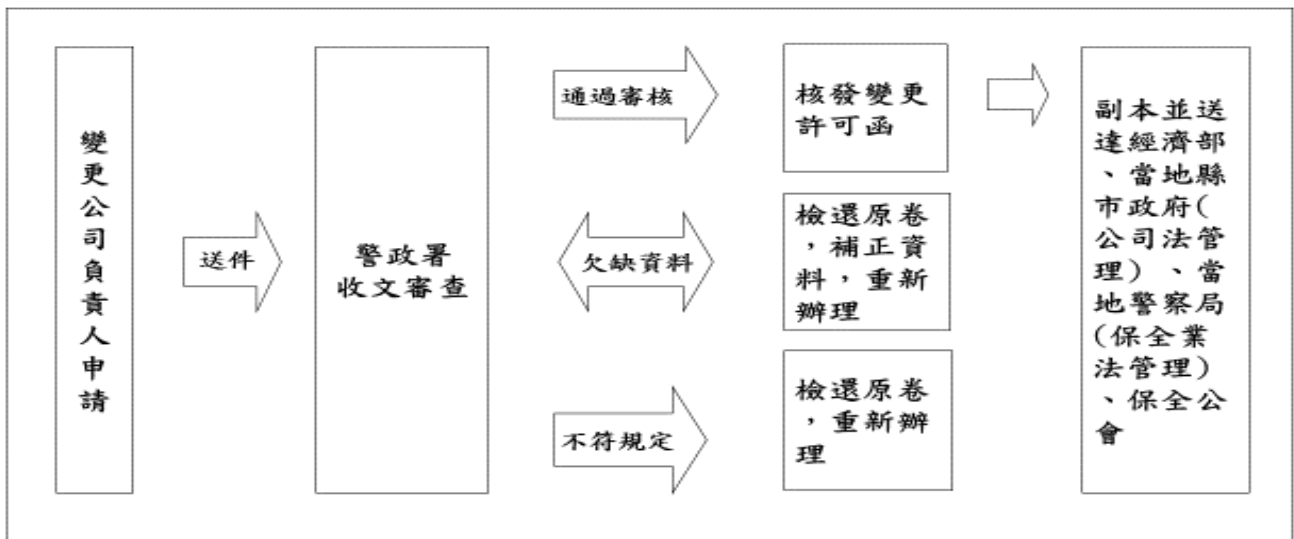 變更公司負責人申請
送件
警政署
收文審查
通過審核
欠缺資料
不符規定
核發變更
許可函
檢還原卷
，補正資
料，重新
辦理
檢還原卷
，重新辦
理
副本並送
達經濟部
、當地縣
市政府(
公司法管
理)、當
地警察局
(保全業
法管理)
、保全公
會